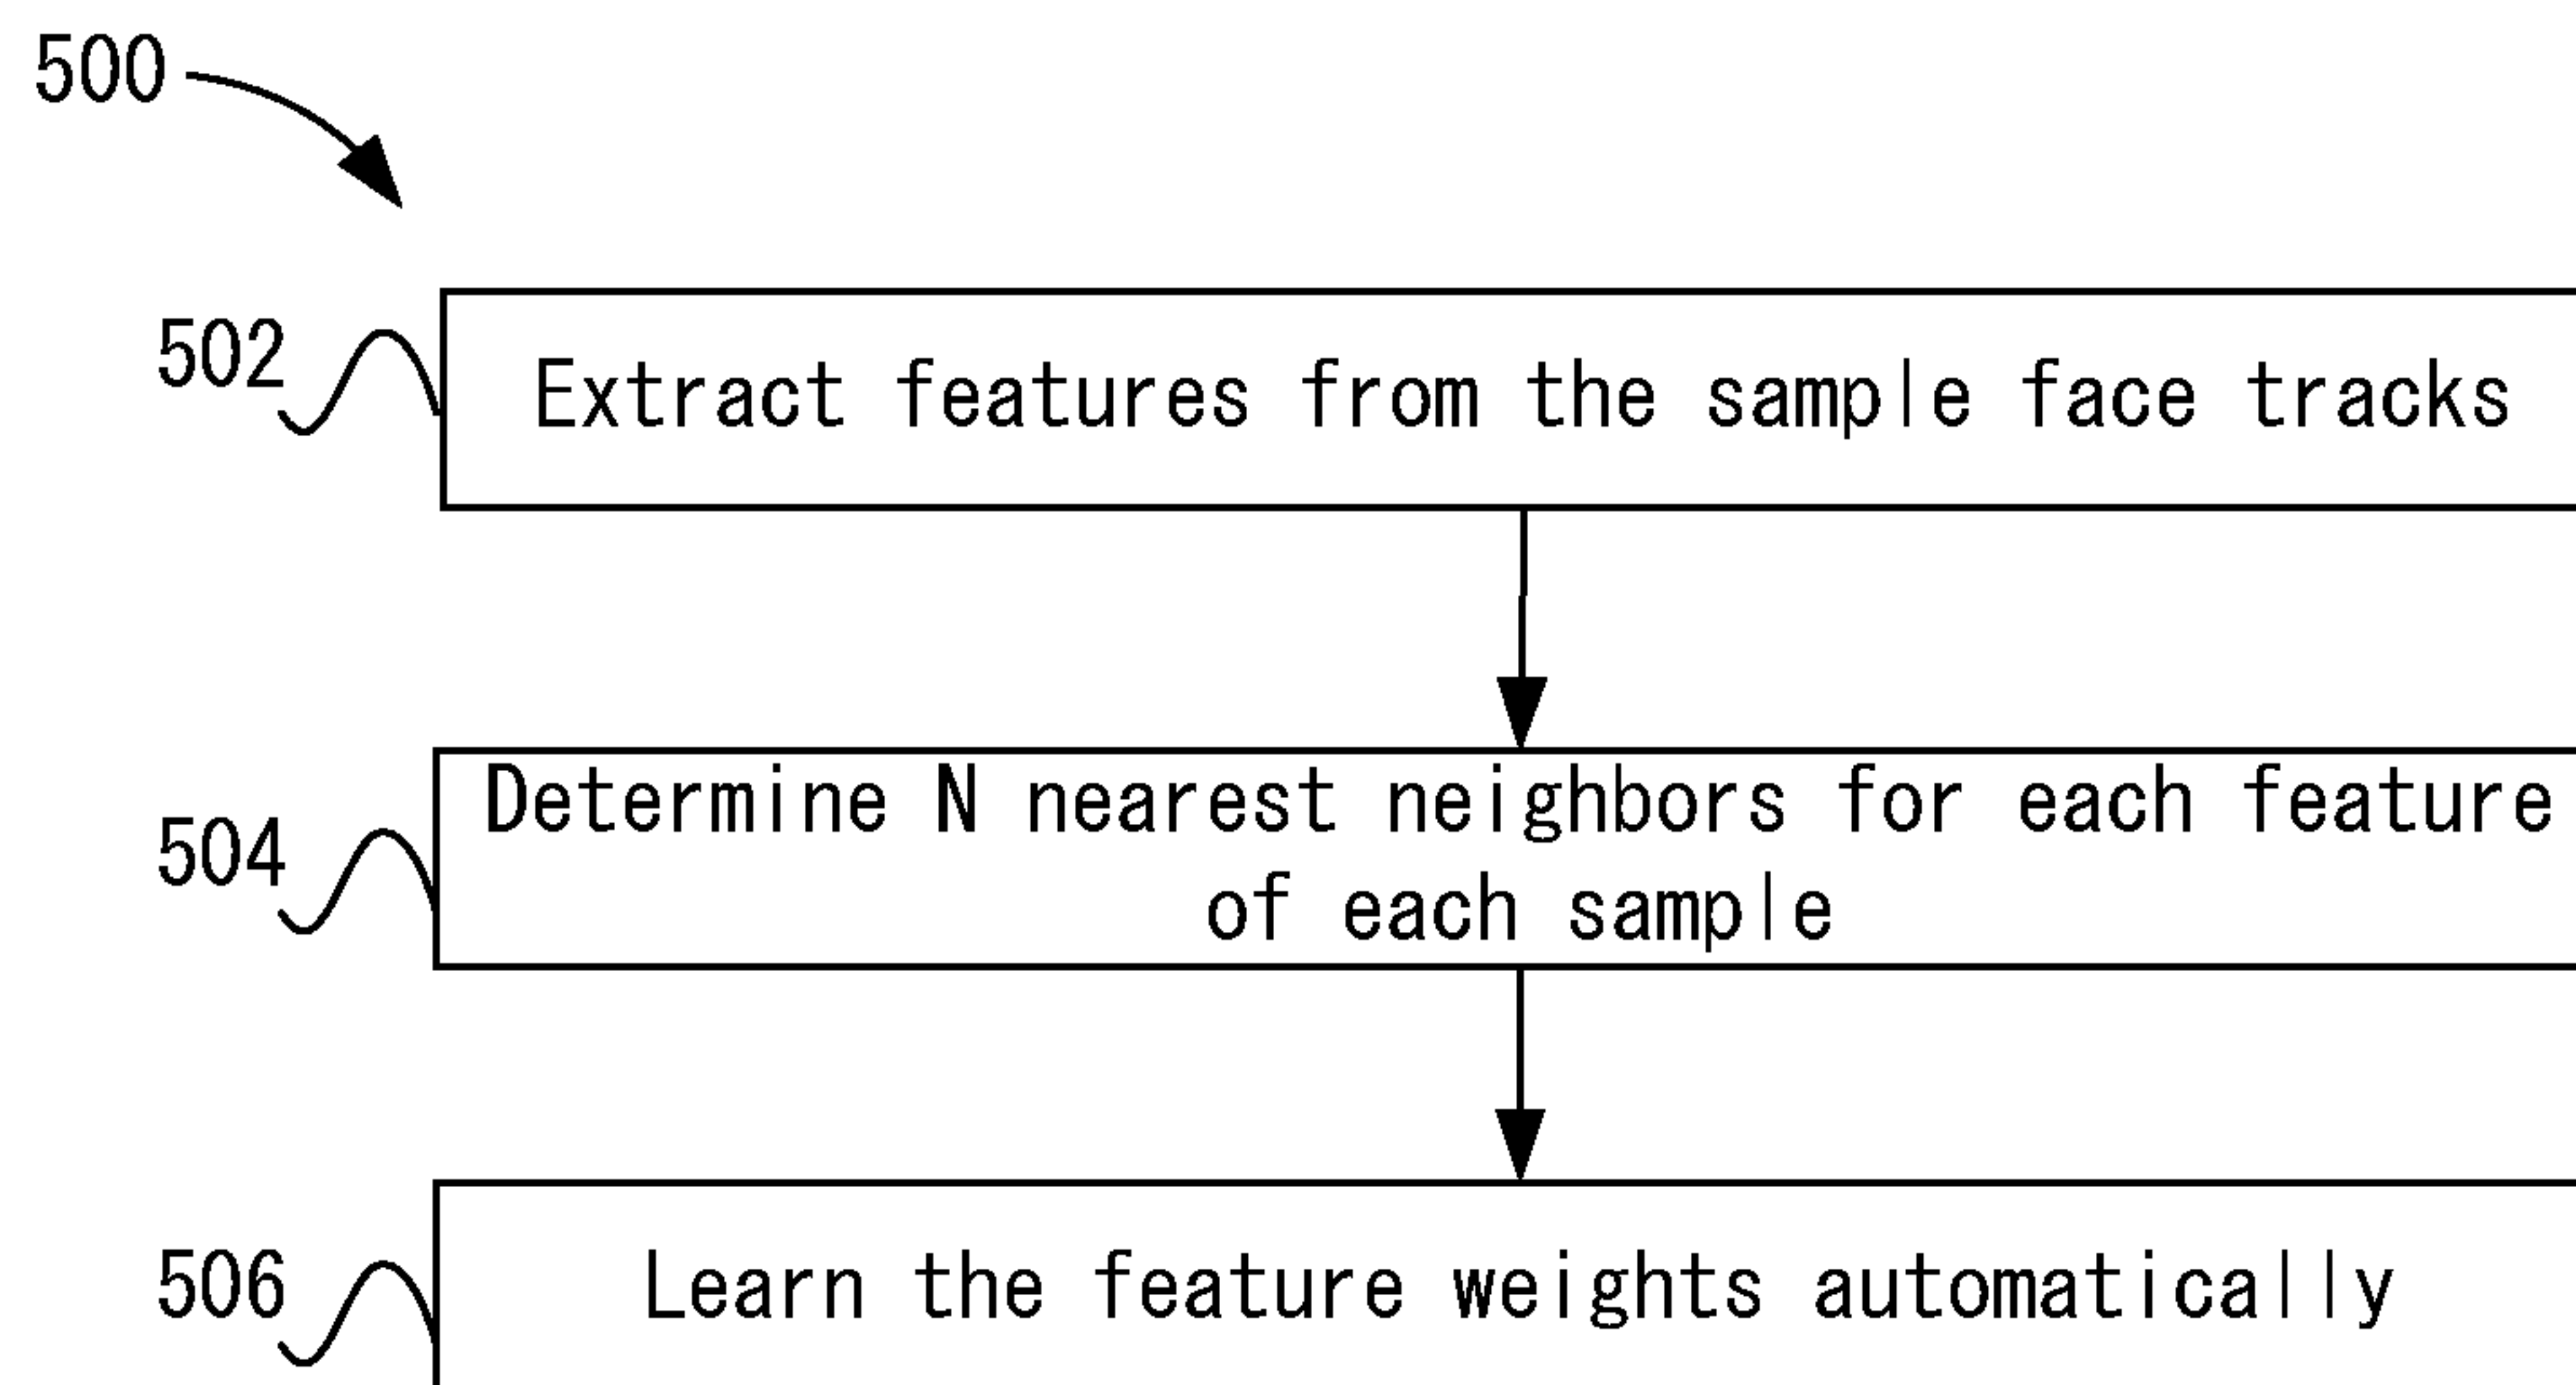 500
502
Extract features from the sample face tracks
504
Determine N nearest neighbors for each feature
of each sample
506
Learn the feature weights automatically